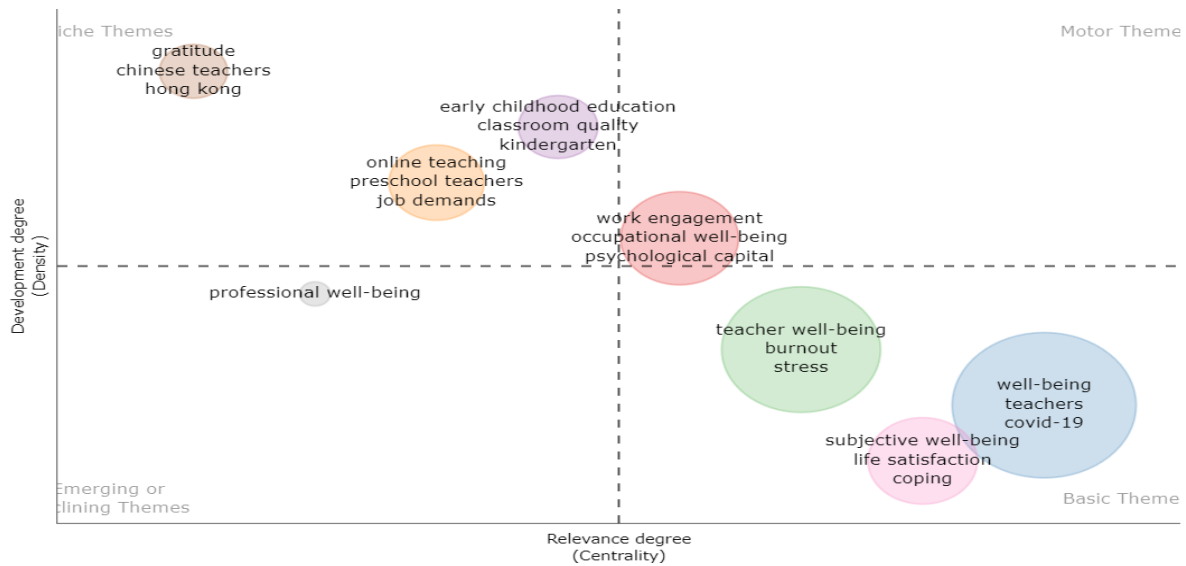 iche Themes
Motor Theme
gratitude
chinese teachers
hong kong
early childhood education
classroom quality
kindergarten
online teaching
preschool teachers
job demands
work engagement
occupational well-being
psychological capital
Development degree
(Density)
professional well-being
teacher well-being
burnout
stress
well-being
teachers
covid-19
subjective well-being
life satisfaction
coping
Emerging or
clining Themes
Basic Theme
Relevance degree
(Centrality)